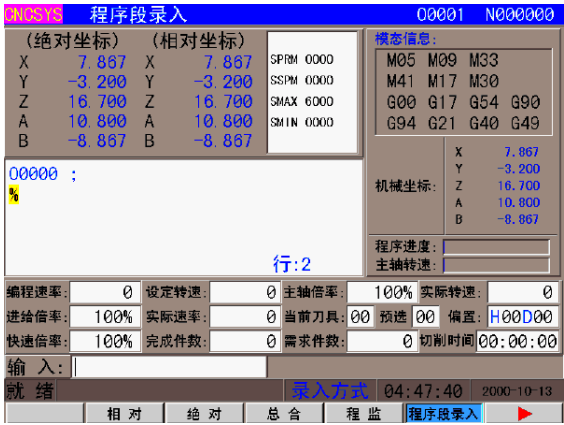 CNCSYS 程序段录入 O0001 N000000
(绝对坐标) (相对坐标)
X 7.867 X 7.867
Y -3.200 Y -3.200
Z 16.700 Z 16.700
A 10.800 A 10.800
B -8.867 B -8.867
SPRM 0000
SSPM 0000
SMAX 6000
SMIN 0000
模态信息:
M05 M09 M33
M41 M17 M30
G00 G17 G54 G90
G94 G21 G40 G49
机械坐标:
X 7.867
Y -3.200
Z 16.700
A 10.800
B -8.867
程序进度:
主轴转速:
O0000 ;
%
行:2
编程速率: 0 设定转速: 0 主轴倍率: 100% 实际转速: 0
进给倍率: 100% 实际速率: 0 当前刀具: 00 预选 00 偏置: H00D00
快速倍率: 100% 完成件数: 0 需求件数: 0 切削时间 00:00:00
输 入:
就 绪 录入方式 04:47:40 2000-10-13
相 对 绝 对 总 合 程 监 程序段录入